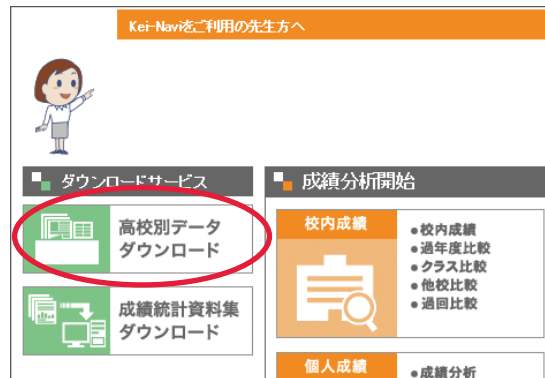 Kei-Naviをご利用の先生方へ
ダウンロードサービス
高校別データ
ダウンロード
成績統計資料集
ダウンロード
成績分析開始
校内成績
●校内成績
●過年度比較
●クラス比較
●他校比較
●過回比較
個人成績
●成績分析